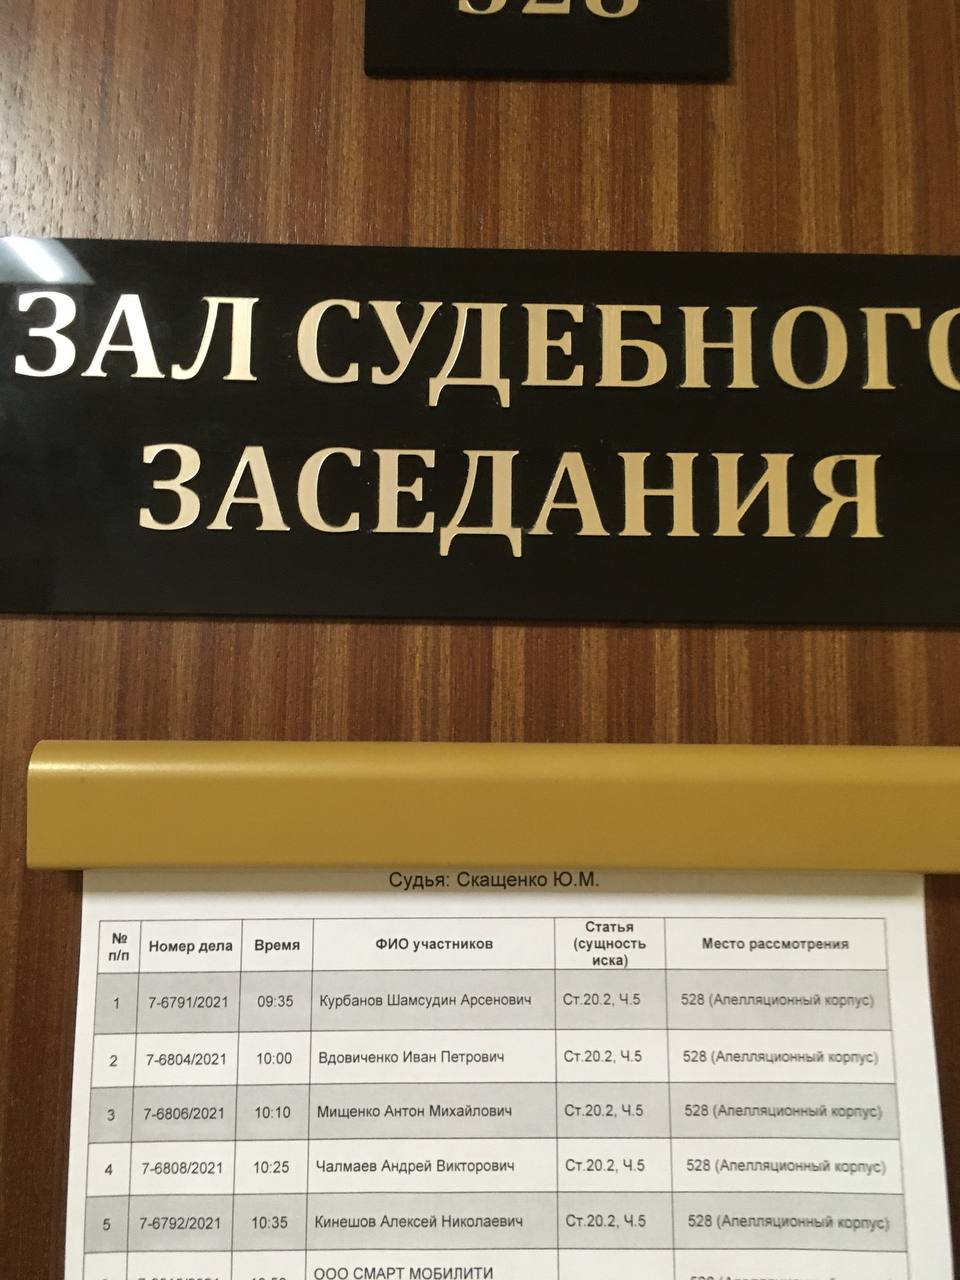 528
ЗАЛ СУДЕБНОГО
ЗАСЕДАНИЯ
Судья: Скащенко Ю.М.
№ п/п Номер дела Время ФИО участников Статья (сущность иска) Место рассмотрения
1 7-6791/2021 09:35 Курбанов Шамсудин Арсенович Ст.20.2, Ч.5 528 (Апелляционный корпус)
2 7-6804/2021 10:00 Вдовиченко Иван Петрович Ст.20.2, Ч.5 528 (Апелляционный корпус)
3 7-6806/2021 10:10 Мищенко Антон Михайлович Ст.20.2, Ч.5 528 (Апелляционный корпус)
4 7-6808/2021 10:25 Чалмаев Андрей Викторович Ст.20.2, Ч.5 528 (Апелляционный корпус)
5 7-6792/2021 10:35 Кинешов Алексей Николаевич Ст.20.2, Ч.5 528 (Апелляционный корпус)
ООО СМАРТ МОБИЛИТИ